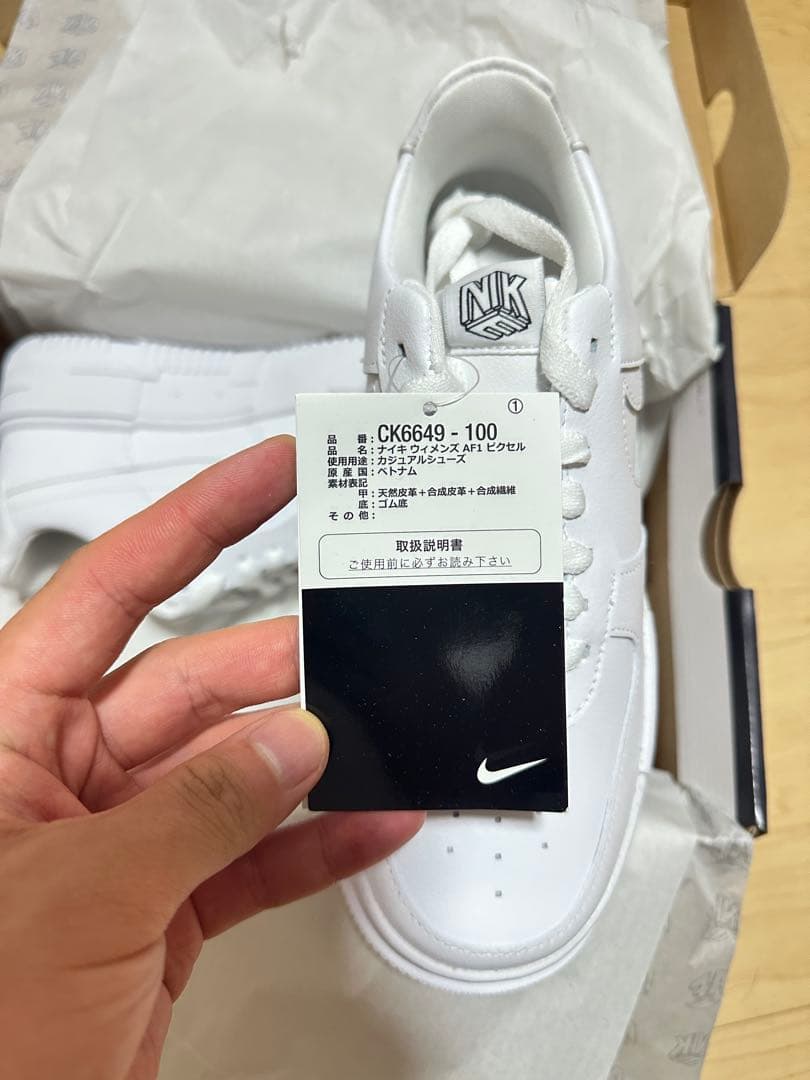 NIKE
①
品番：CK6649-100
品名：ナイキ ウィメンズ AF1 ピクセル
使用用途：カジュアルシューズ
原産国：ベトナム
素材表記
甲：天然皮革＋合成皮革＋合成繊維
底：ゴム底
その他：
取扱説明書
ご使用前に必ずお読み下さい